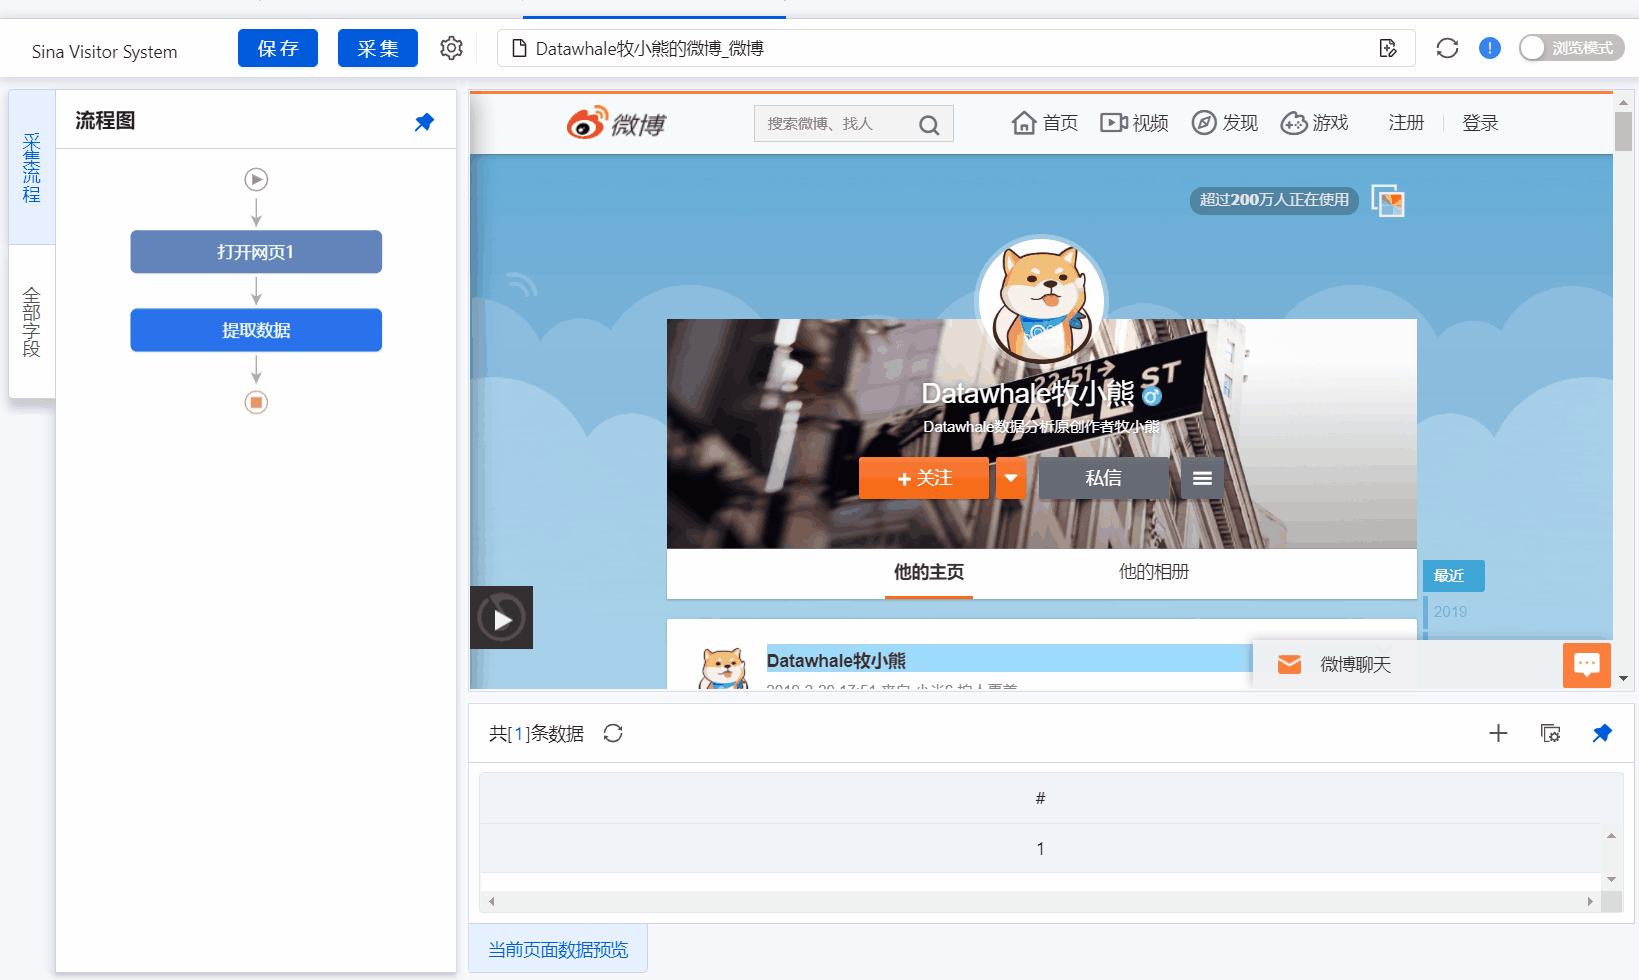 Sina Visitor System
保存
采集
Datawhale牧小熊的微博_微博
浏览模式
采集流程
全部字段
流程图
打开网页1
提取数据
微博
搜索微博、找人
首页
视频
发现
游戏
注册
登录
超过200万人正在使用
22-51
ST
WALL
Datawhale牧小熊
Datawhale数据分析原创作者牧小熊
+关注
私信
他的主页
他的相册
最近
2019
Datawhale牧小熊
微博聊天
共[1]条数据
#
1
当前页面数据预览